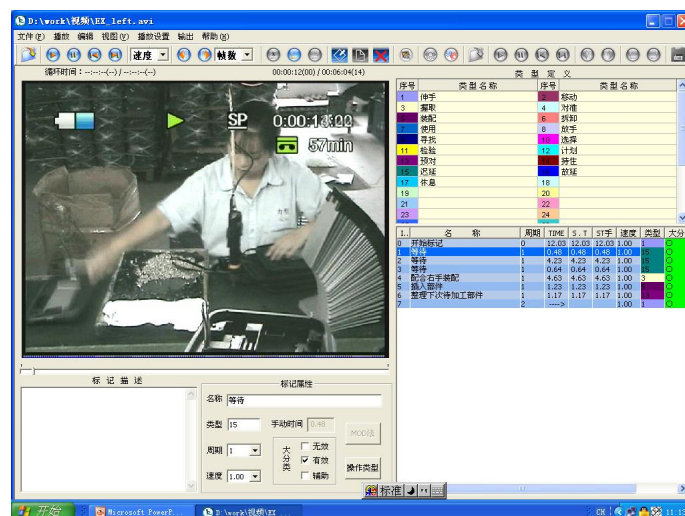 D:\work\视频\EX_left.avi
文件(F) 播放 编辑 视图(V) 播放设置 输出 帮助(H)
速度 帧数
循环时间：--:--:--(--) / --:--:--(--) 00:00:12(00) / 00:06:04(14)
SP 0:00:13:00
57min
类 型 定 义
序号 类 型 名 称 序号 类 型 名 称
1 伸手 2 移动
3 攫取 4 对准
装配 6 拆卸
7 使用 8 放手
寻找 10 选择
11 检验 12 计划
预对 持住
15 迟延 故延
17 休息 18
19 20
21 22
23 24
I.. 名 称 周期 TIME S.T ST手 速度 类型 大分
0 开始标记 0 12.03 12.03 12.03 1.00 1
1 等待 1 0.48 0.48 0.48 1.00 15
2 等待 1 4.23 4.23 4.23 1.00 15
3 等待 1 0.64 0.64 0.64 1.00 15
4 配合右手装配 1 4.63 4.63 4.63 1.00 3
5 插入部件 1 1.23 1.23 1.23 1.00
6 整理下次待加工部件 1 1.17 1.17 1.17 1.00
7 2 ----> 1.00 1
标 记 描 述
标记属性
名称 等待
类型 15 手动时间 0.48
MOD法
周期 1
大分类
无效
有效
辅助
速度 1.00
操作类型
标准
开始 Microsoft PowerP... D:\work\视频\EX_... CH 11:13